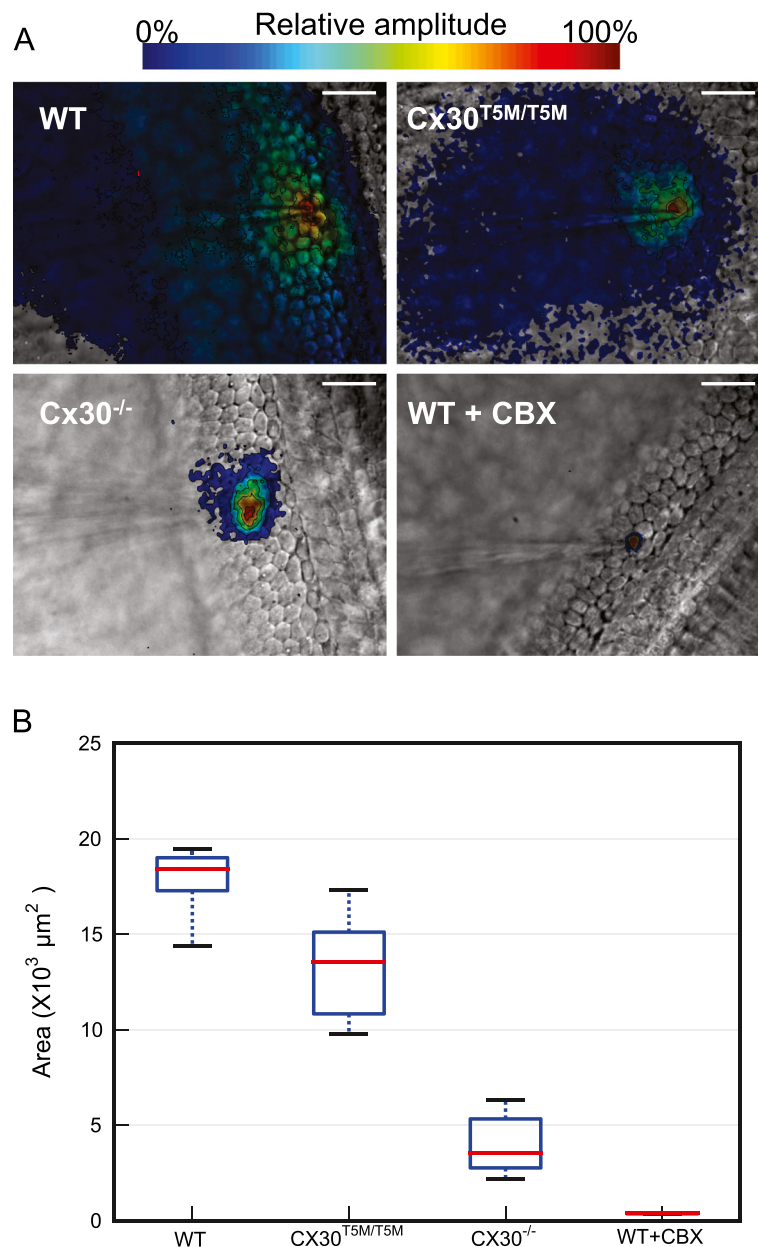 A
Relative amplitude
0% 100%
WT
Cx30T5M/T5M
Cx30-/-
WT + CBX
B
25
20
15
10
5
0
Area (X103 µm2 )
WT CX30T5M/T5M CX30-/- WT+CBX